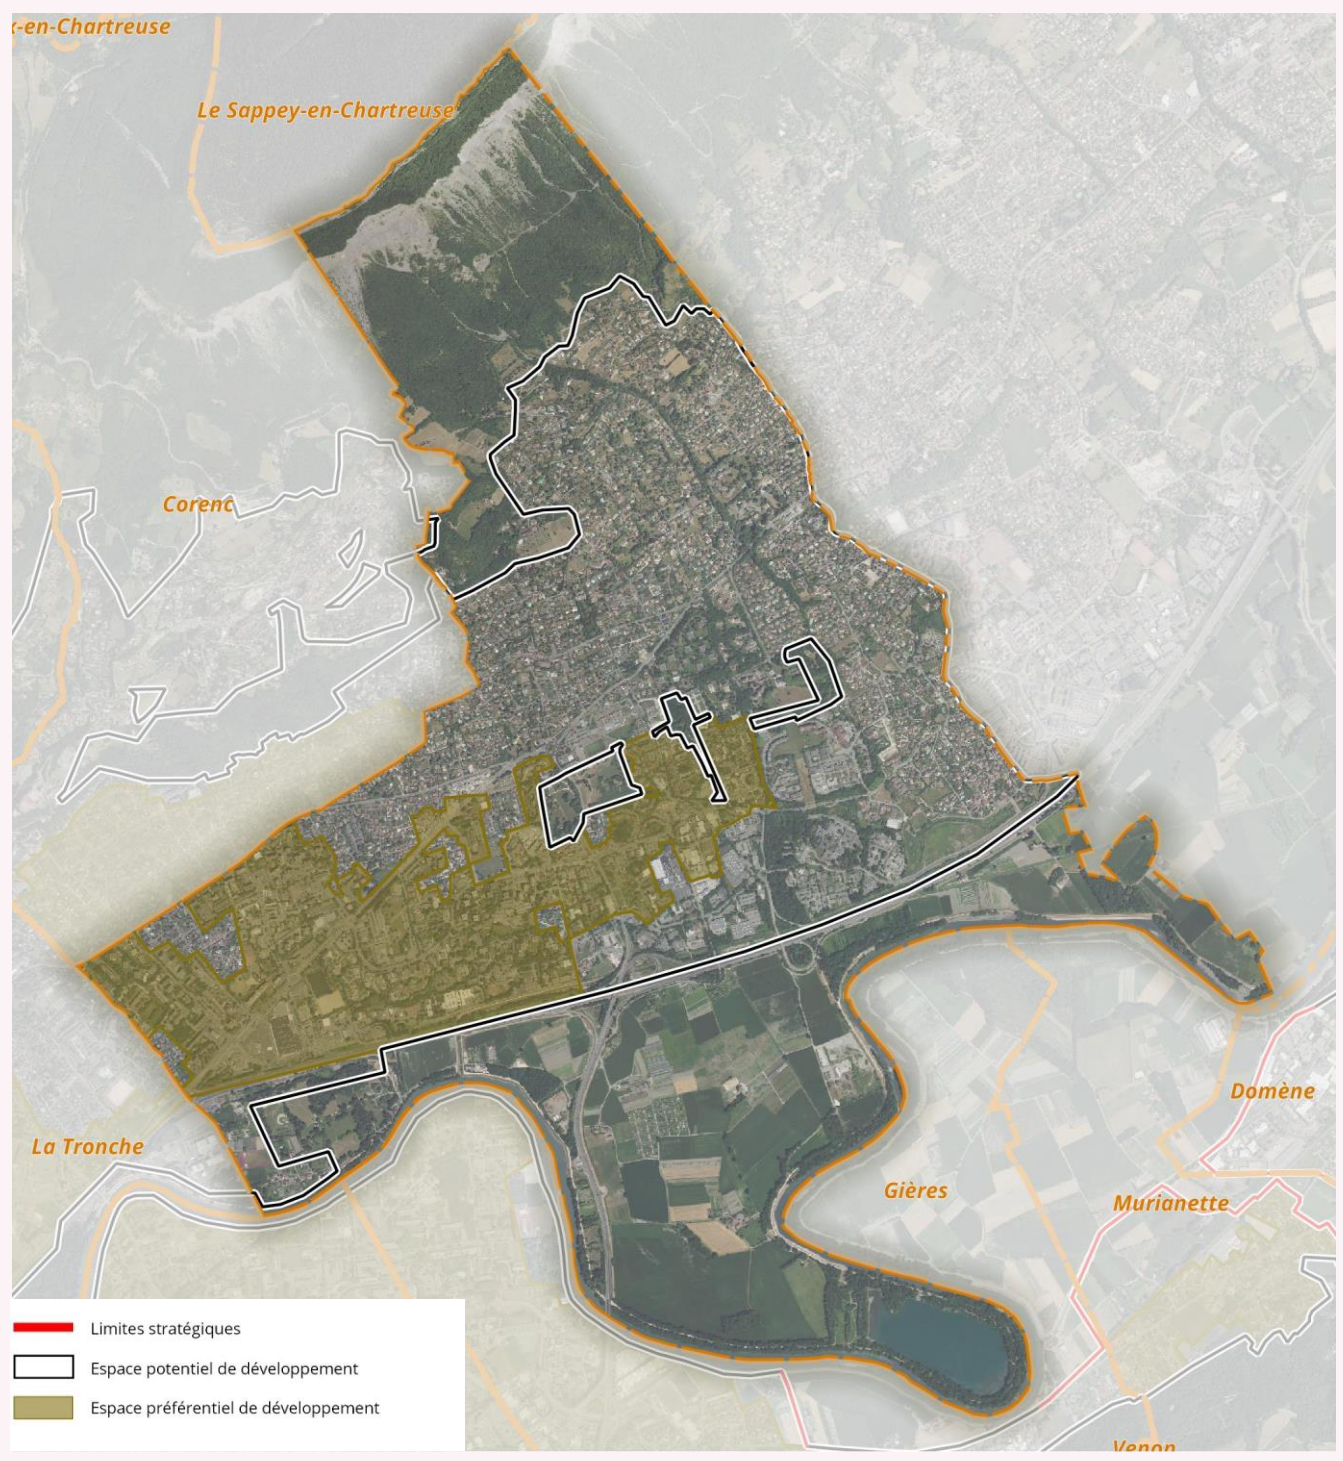 x-en-Chartreuse
Le Sappey-en-Chartreuse
Corenc
La Tronche
Domène
Gières
Murianette
Venon
Limites stratégiques
Espace potentiel de développement
Espace préférentiel de développement